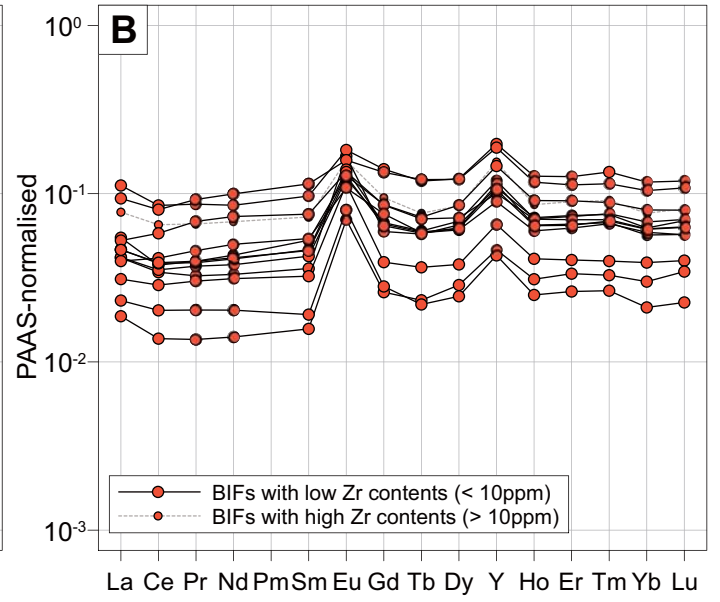 B
10⁰
10⁻¹
10⁻²
10⁻³
PAAS-normalised
BIFs with low Zr contents (< 10ppm)
BIFs with high Zr contents (> 10ppm)
La Ce Pr Nd Pm Sm Eu Gd Tb Dy Y Ho Er Tm Yb Lu